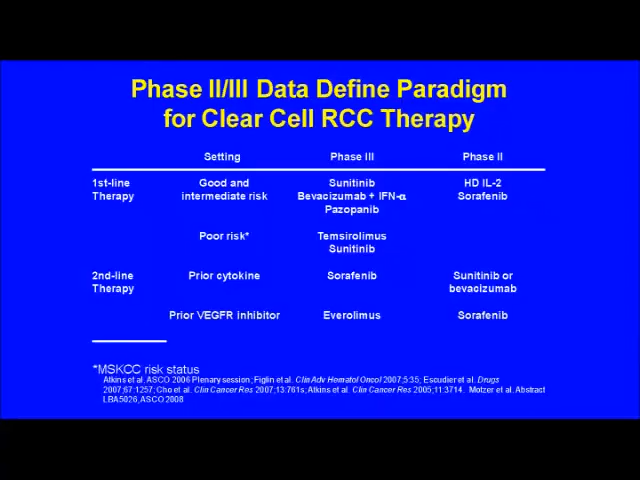 Phase II/III Data Define Paradigm
for Clear Cell RCC Therapy
Setting Phase III Phase II
1st-line Good and Sunitinib HD IL-2
Therapy intermediate risk Bevacizumab + IFN-α Sorafenib
Pazopanib
Poor risk* Temsirolimus
Sunitinib
2nd-line Prior cytokine Sorafenib Sunitinib or
Therapy bevacizumab
Prior VEGFR inhibitor Everolimus Sorafenib
*MSKCC risk status
Atkins et al. ASCO 2006 Plenary session; Figlin et al. Clin Adv Hematol Oncol 2007;5:35; Escudier et al. Drugs
2007;67:1257; Cho et al. Clin Cancer Res 2007;13:761s; Atkins et al. Clin Cancer Res 2005;11:3714. Motzer et al. Abstract
LBA5026, ASCO 2008